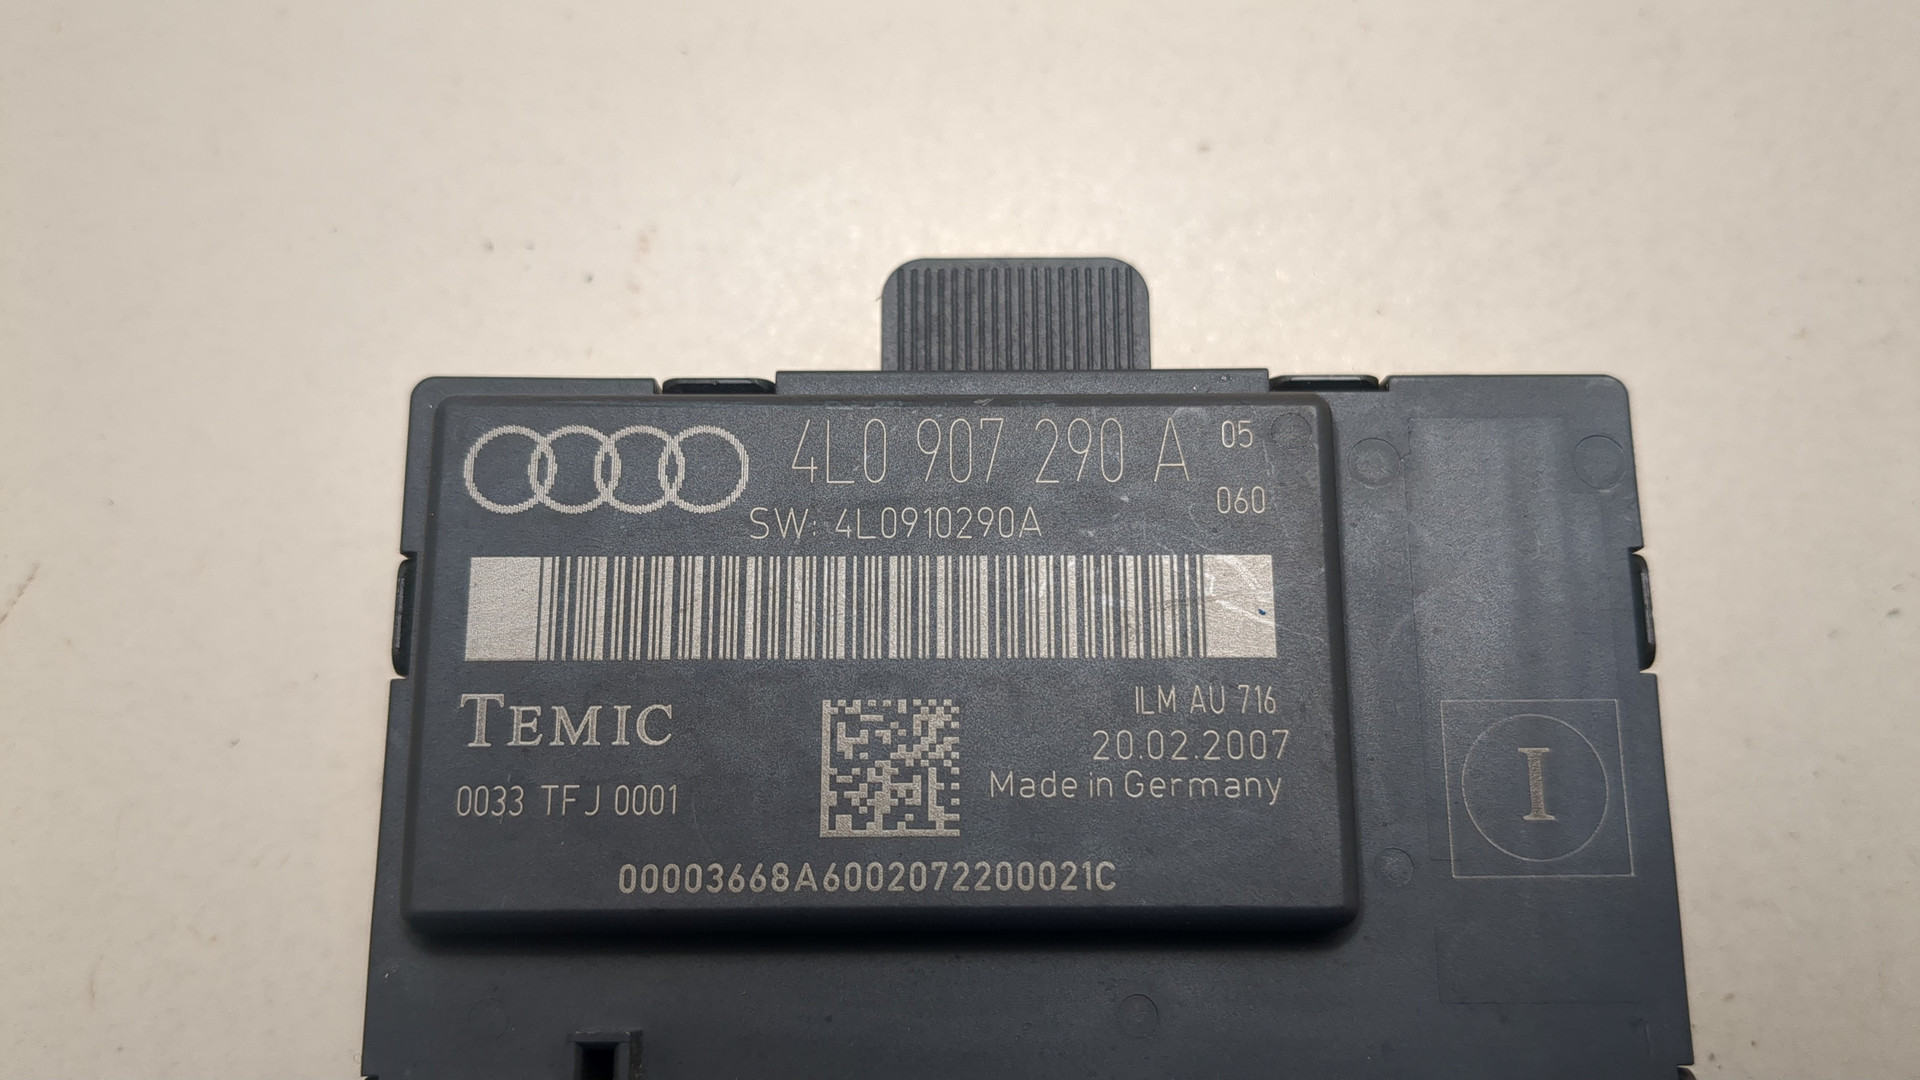 4L0 907 290 A 05
060
SW: 4L0910290A
TEMIC
ILM AU 716
20.02.2007
Made in Germany
0033 TFJ 0001
00003668A6002072200021C
I